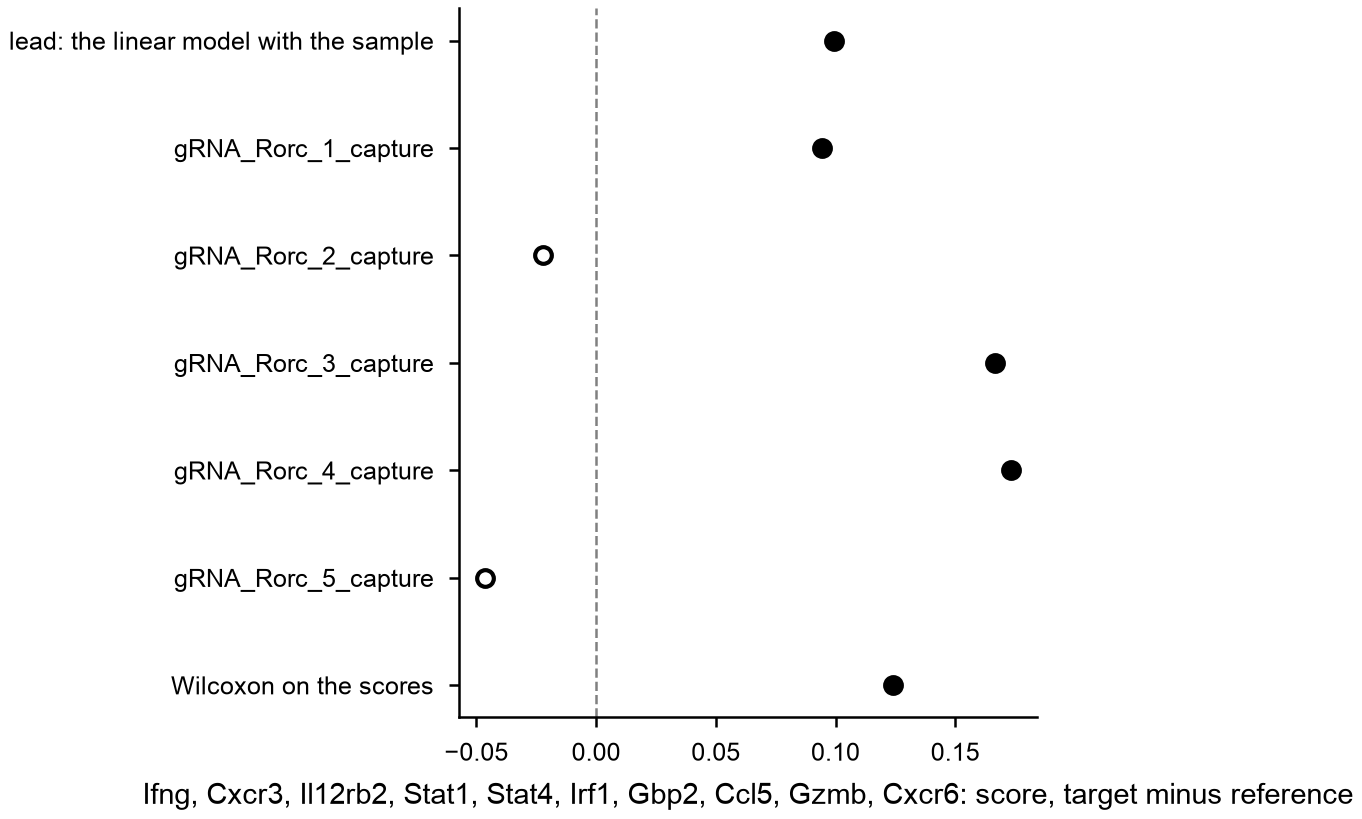 lead: the linear model with the sample
gRNA_Rorc_1_capture
gRNA_Rorc_2_capture
gRNA_Rorc_3_capture
gRNA_Rorc_4_capture
gRNA_Rorc_5_capture
Wilcoxon on the scores
−0.05 0.00 0.05 0.10 0.15
Ifng, Cxcr3, Il12rb2, Stat1, Stat4, Irf1, Gbp2, Ccl5, Gzmb, Cxcr6: score, target minus reference